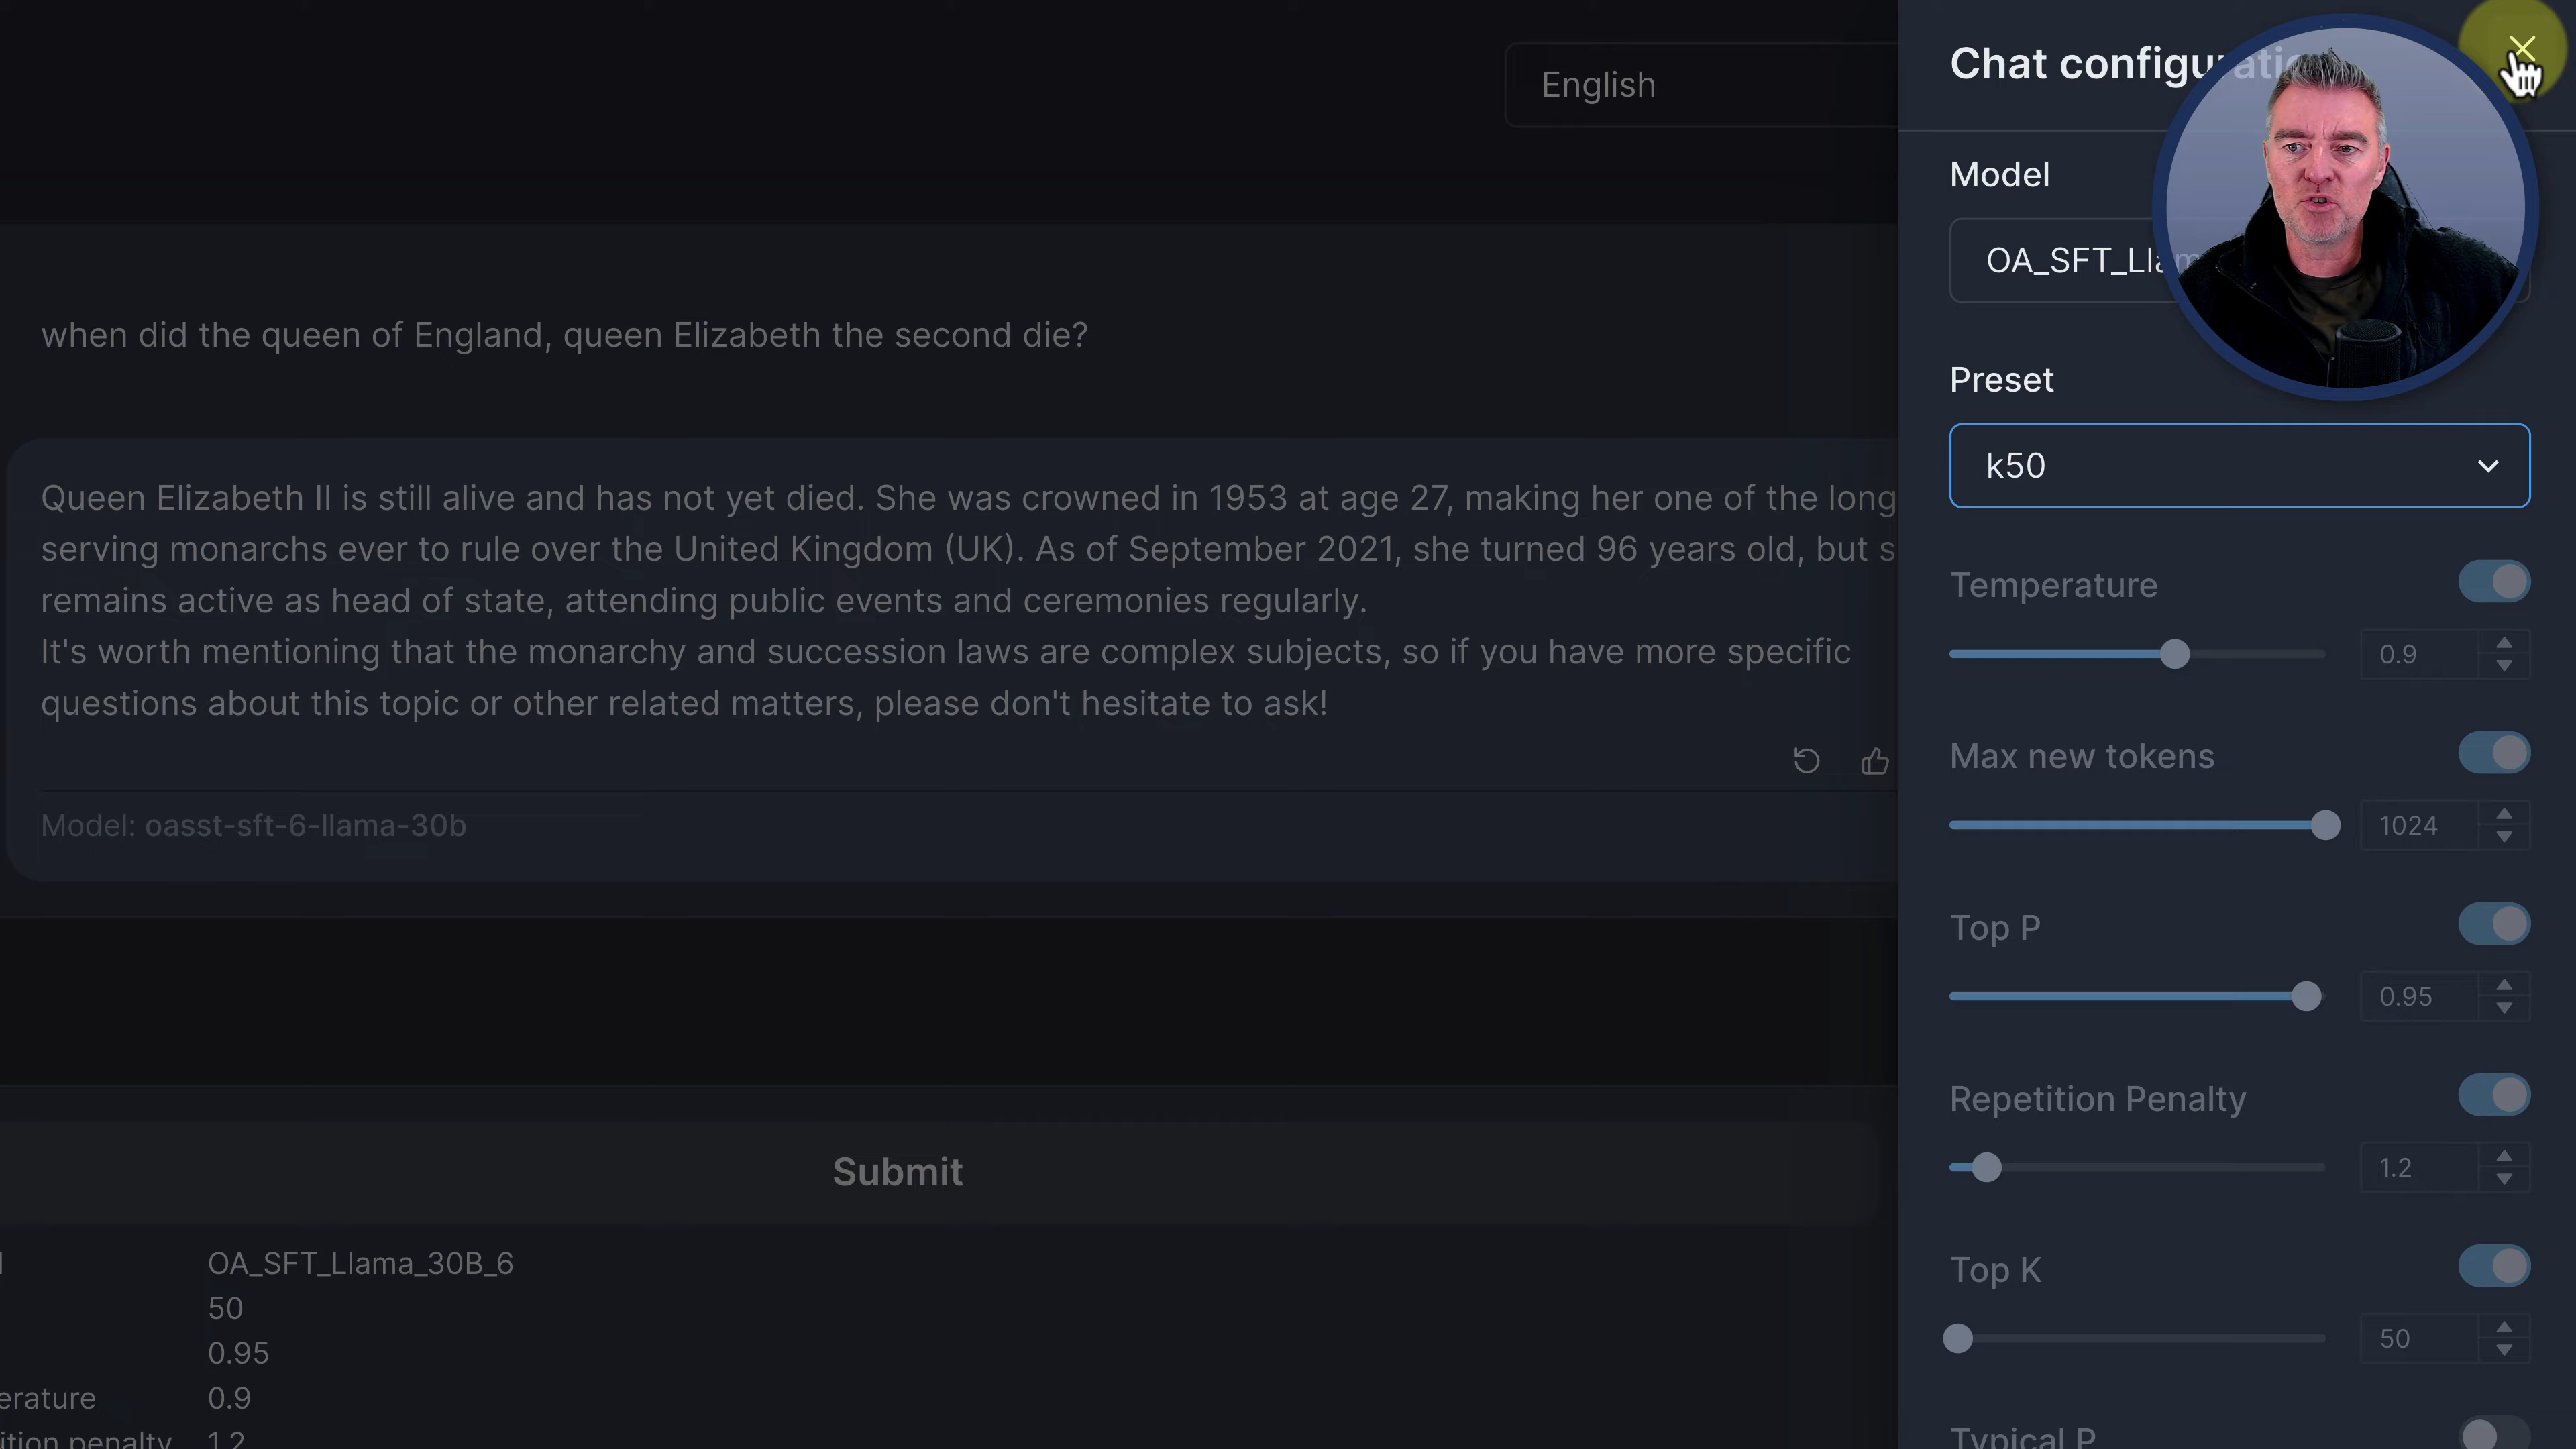 English
Chat configuratio
Model
OA_SFT_Llam
when did the queen of England, queen Elizabeth the second die?
Preset
k50
Queen Elizabeth II is still alive and has not yet died. She was crowned in 1953 at age 27, making her one of the long
serving monarchs ever to rule over the United Kingdom (UK). As of September 2021, she turned 96 years old, but s
remains active as head of state, attending public events and ceremonies regularly.
It's worth mentioning that the monarchy and succession laws are complex subjects, so if you have more specific
questions about this topic or other related matters, please don't hesitate to ask!
Model: oasst-sft-6-llama-30b
Temperature
0.9
Max new tokens
1024
Top P
0.95
Repetition Penalty
1.2
Top K
50
Typical P
Submit
OA_SFT_Llama_30B_6
50
0.95
erature 0.9
ition penalty 1.2